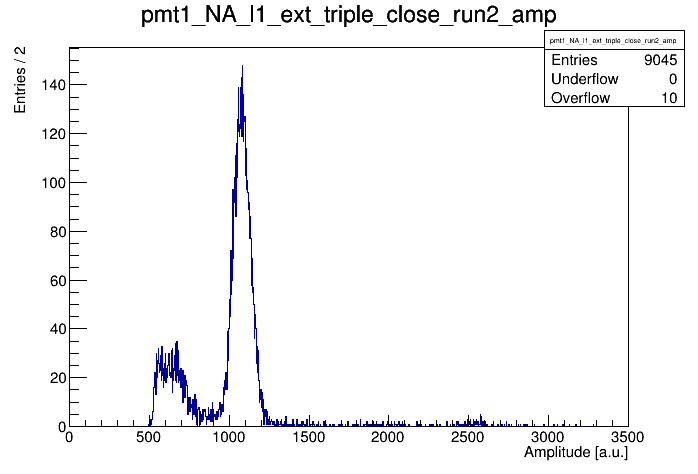 pmt1_NA_l1_ext_triple_close_run2_amp
pmt1_NA_l1_ext_triple_close_run2_amp
Entries 9045
Underflow 0
Overflow 10
Entries / 2
140
120
100
80
60
40
20
0
0 500 1000 1500 2000 2500 3000 3500
Amplitude [a.u.]